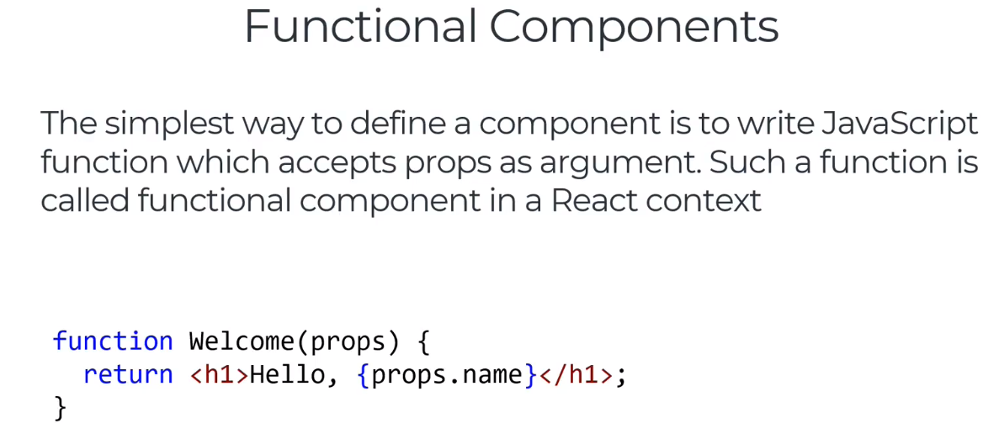 Functional Components
The simplest way to define a component is to write JavaScript
function which accepts props as argument. Such a function is
called functional component in a React context
function Welcome(props) {
  return <h1>Hello, {props.name}</h1>;
}